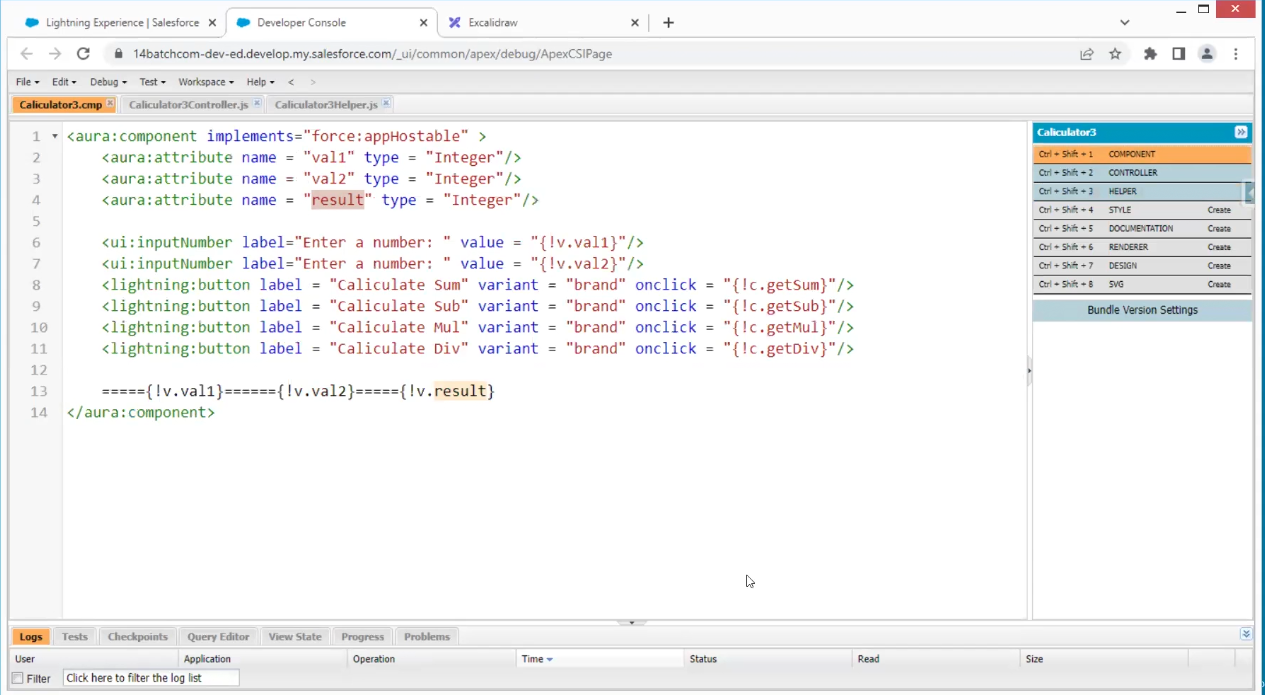 Lightning Experience | Salesforce
Developer Console
Excalidraw
14batchcom-dev-ed.develop.my.salesforce.com/_ui/common/apex/debug/ApexCSIPage
File Edit Debug Test Workspace Help < >
Caliculator3.cmp Caliculator3Controller.js Caliculator3Helper.js
1 <aura:component implements="force:appHostable" >
2 <aura:attribute name = "val1" type = "Integer"/>
3 <aura:attribute name = "val2" type = "Integer"/>
4 <aura:attribute name = "result" type = "Integer"/>
5
6 <ui:inputNumber label="Enter a number: " value = "{!v.val1}"/>
7 <ui:inputNumber label="Enter a number: " value = "{!v.val2}"/>
8 <lightning:button label = "Caliculate Sum" variant = "brand" onclick = "{!c.getSum}"/>
9 <lightning:button label = "Caliculate Sub" variant = "brand" onclick = "{!c.getSub}"/>
10 <lightning:button label = "Caliculate Mul" variant = "brand" onclick = "{!c.getMul}"/>
11 <lightning:button label = "Caliculate Div" variant = "brand" onclick = "{!c.getDiv}"/>
12
13 ====={!v.val1}======{!v.val2}====={!v.result}
14 </aura:component>
Caliculator3
Ctrl + Shift + 1 COMPONENT
Ctrl + Shift + 2 CONTROLLER
Ctrl + Shift + 3 HELPER
Ctrl + Shift + 4 STYLE Create
Ctrl + Shift + 5 DOCUMENTATION Create
Ctrl + Shift + 6 RENDERER Create
Ctrl + Shift + 7 DESIGN Create
Ctrl + Shift + 8 SVG Create
Bundle Version Settings
Logs Tests Checkpoints Query Editor View State Progress Problems
User Application Operation Time Status Read Size
Filter Click here to filter the log list